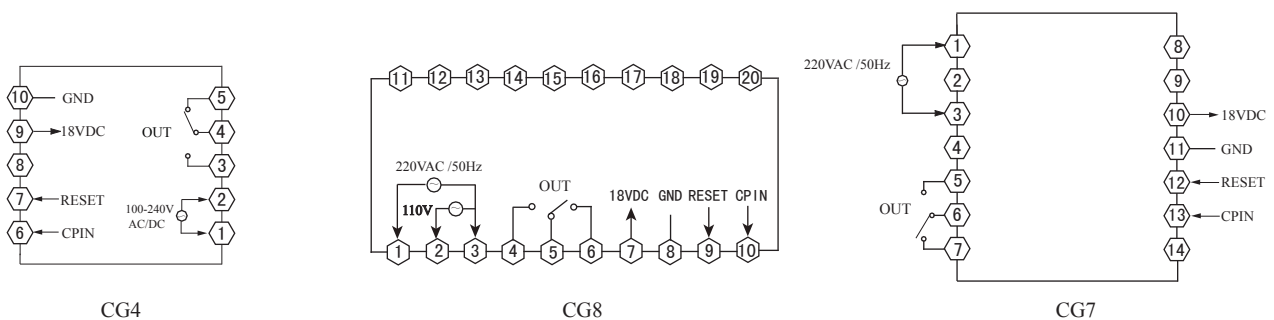 10 GND 5
9 18VDC OUT 4
8 3
7 RESET 100-240V AC/DC 2
6 CPIN 1
CG4
11 12 13 14 15 16 17 18 19 20
220VAC /50Hz
110V
OUT
18VDC GND RESET CPIN
1 2 3 4 5 6 7 8 9 10
CG8
1 8
220VAC /50Hz
2 9
3 10 18VDC
4 11 GND
5 12 RESET
OUT 6 13 CPIN
7 14
CG7